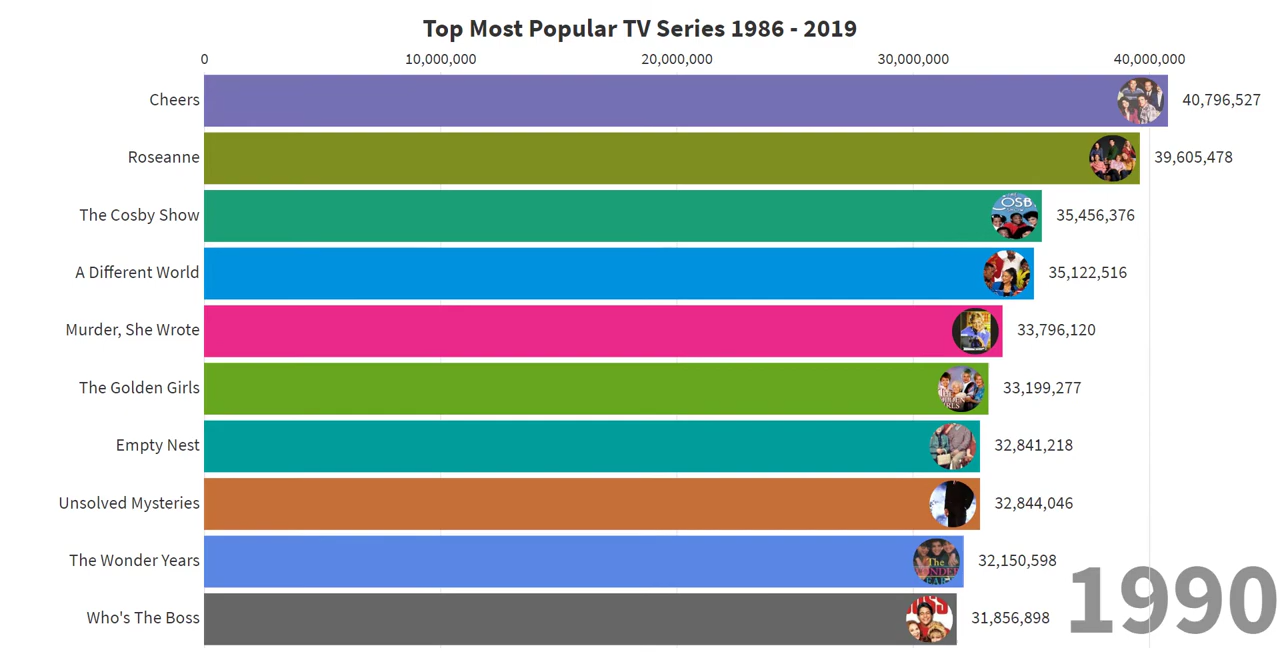 Top Most Popular TV Series 1986 - 2019
0 10,000,000 20,000,000 30,000,000 40,000,000
Cheers 40,796,527
Roseanne 39,605,478
The Cosby Show 35,456,376
A Different World 35,122,516
Murder, She Wrote 33,796,120
The Golden Girls 33,199,277
Empty Nest 32,841,218
Unsolved Mysteries 32,844,046
The Wonder Years 32,150,598
Who's The Boss 31,856,898
1990